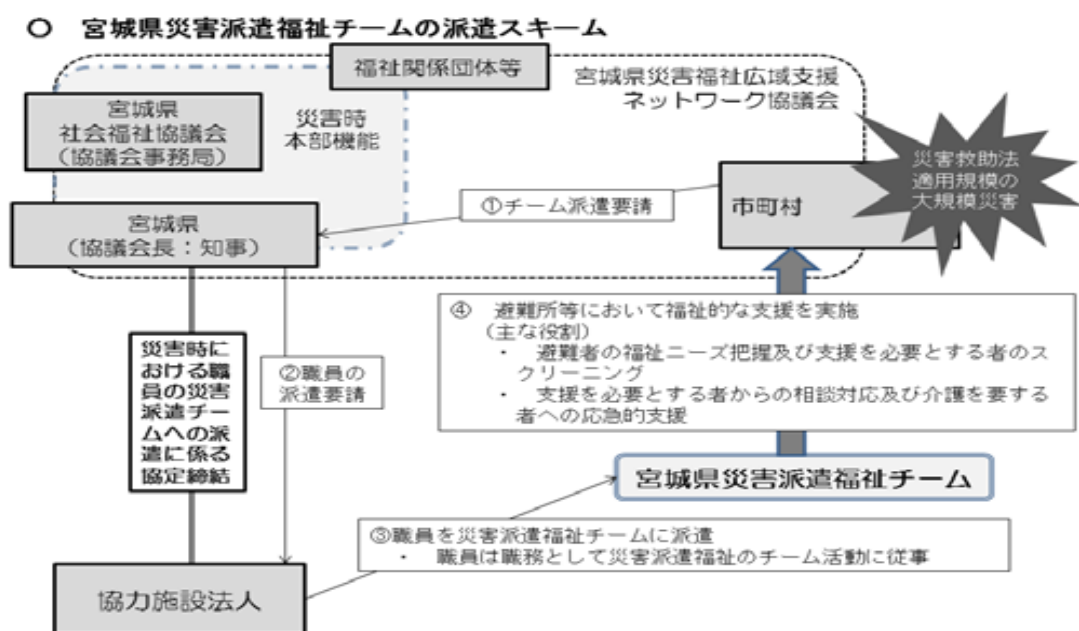 ○ 宮城県災害派遣福祉チームの派遣スキーム
福祉関係団体等
宮城県災害福祉広域支援
ネットワーク協議会
宮城県
社会福祉協議会
（協議会事務局）
災害時
本部機能
災害救助法
適用規模の
大規模災害
①チーム派遣要請
市町村
宮城県
（協議会長：知事）
④ 避難所等において福祉的な支援を実施
（主な役割）
・ 避難者の福祉ニーズ把握及び支援を必要とする者のス
クリーニング
・ 支援を必要とする者からの相談対応及び介護を要する
者への応急的支援
災害時に
おける職
員の災害
派遣チー
ムへの派
遣に係る
協定締結
②職員の
派遣要請
宮城県災害派遣福祉チーム
③職員を災害派遣福祉チームに派遣
・ 職員は職務として災害派遣福祉のチーム活動に従事
協力施設法人